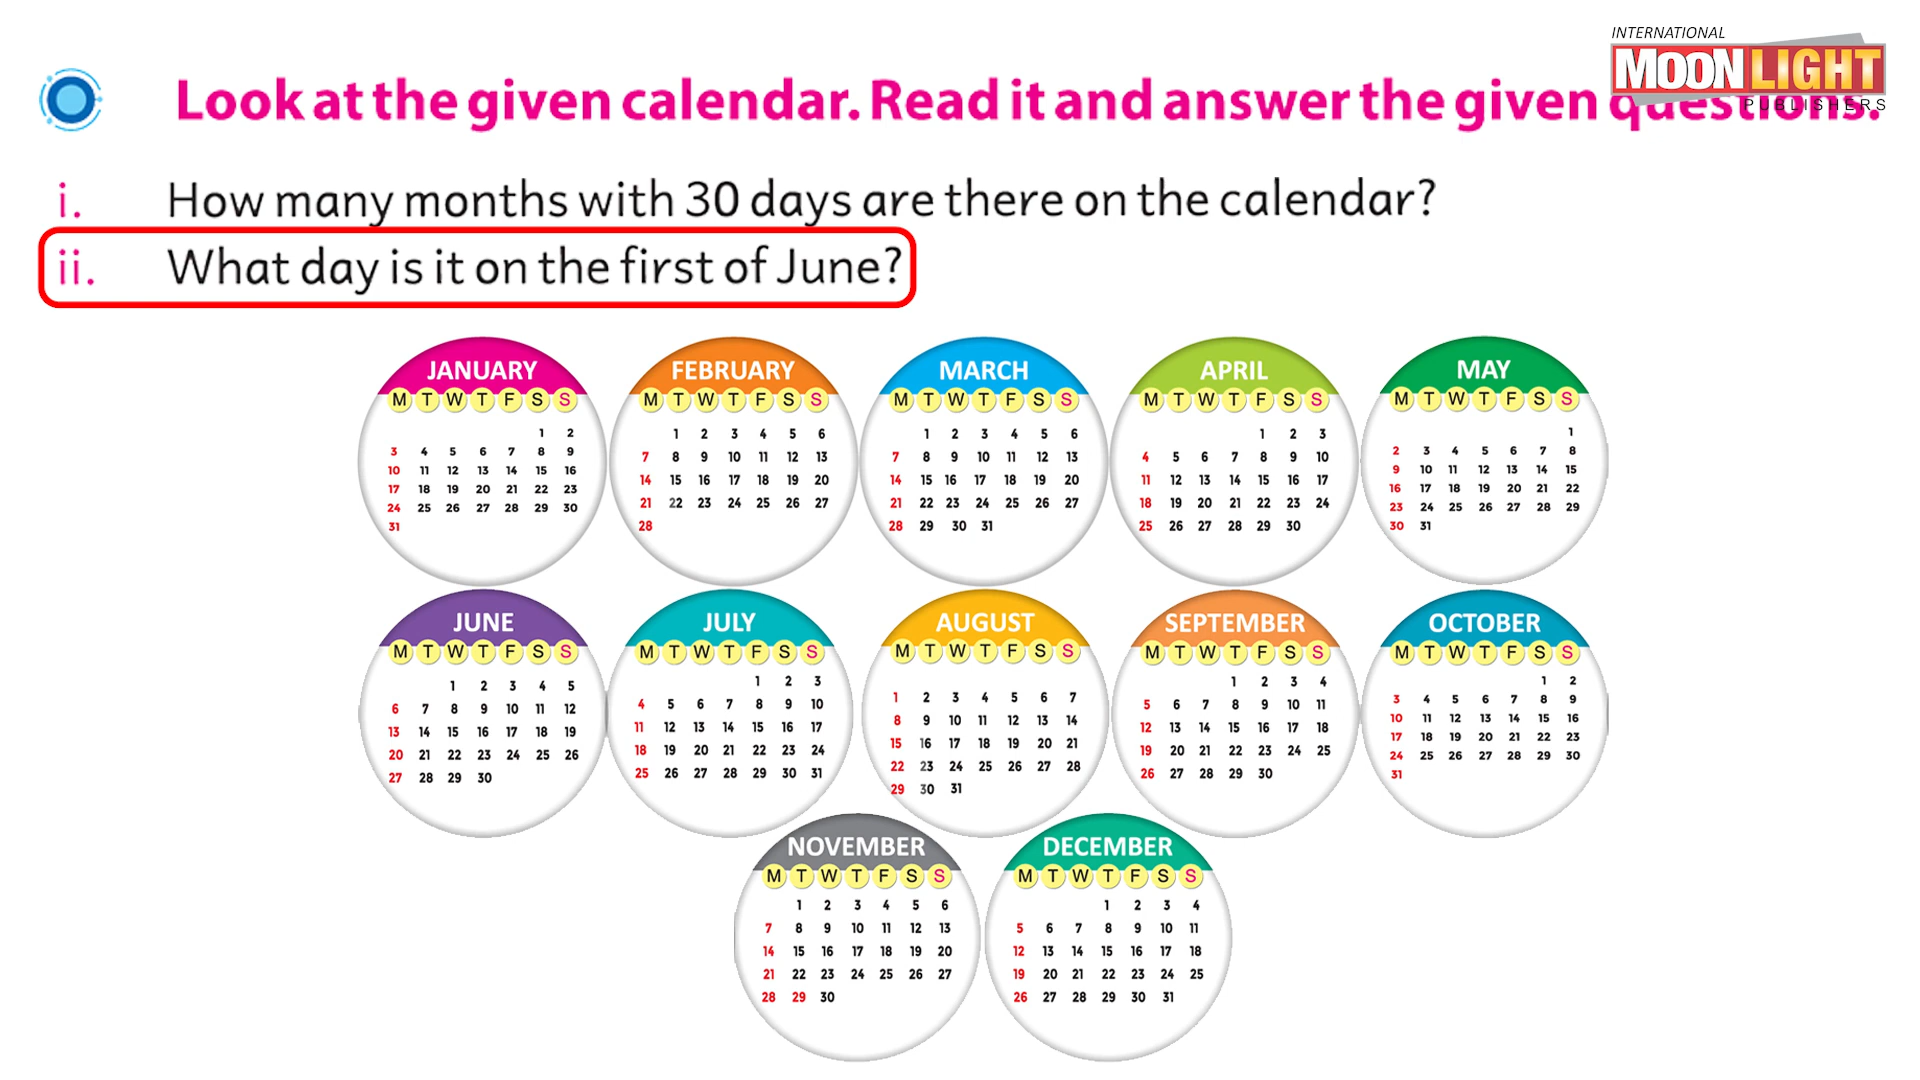 INTERNATIONAL
MOONLIGHT
PUBLISHERS
Look at the given calendar. Read it and answer the given questions.
i. How many months with 30 days are there on the calendar?
ii. What day is it on the first of June?
JANUARY
M T W T F S S
1 2
3 4 5 6 7 8 9
10 11 12 13 14 15 16
17 18 19 20 21 22 23
24 25 26 27 28 29 30
31
FEBRUARY
M T W T F S S
1 2 3 4 5 6
7 8 9 10 11 12 13
14 15 16 17 18 19 20
21 22 23 24 25 26 27
28
MARCH
M T W T F S S
1 2 3 4 5 6
7 8 9 10 11 12 13
14 15 16 17 18 19 20
21 22 23 24 25 26 27
28 29 30 31
APRIL
M T W T F S S
1 2 3
4 5 6 7 8 9 10
11 12 13 14 15 16 17
18 19 20 21 22 23 24
25 26 27 28 29 30
MAY
M T W T F S S
1
2 3 4 5 6 7 8
9 10 11 12 13 14 15
16 17 18 19 20 21 22
23 24 25 26 27 28 29
30 31
JUNE
M T W T F S S
1 2 3 4 5
6 7 8 9 10 11 12
13 14 15 16 17 18 19
20 21 22 23 24 25 26
27 28 29 30
JULY
M T W T F S S
1 2 3
4 5 6 7 8 9 10
11 12 13 14 15 16 17
18 19 20 21 22 23 24
25 26 27 28 29 30 31
AUGUST
M T W T F S S
1 2 3 4 5 6 7
8 9 10 11 12 13 14
15 16 17 18 19 20 21
22 23 24 25 26 27 28
29 30 31
SEPTEMBER
M T W T F S S
1 2 3 4
5 6 7 8 9 10 11
12 13 14 15 16 17 18
19 20 21 22 23 24 25
26 27 28 29 30
OCTOBER
M T W T F S S
1 2
3 4 5 6 7 8 9
10 11 12 13 14 15 16
17 18 19 20 21 22 23
24 25 26 27 28 29 30
31
NOVEMBER
M T W T F S S
1 2 3 4 5 6
7 8 9 10 11 12 13
14 15 16 17 18 19 20
21 22 23 24 25 26 27
28 29 30
DECEMBER
M T W T F S S
1 2 3 4
5 6 7 8 9 10 11
12 13 14 15 16 17 18
19 20 21 22 23 24 25
26 27 28 29 30 31